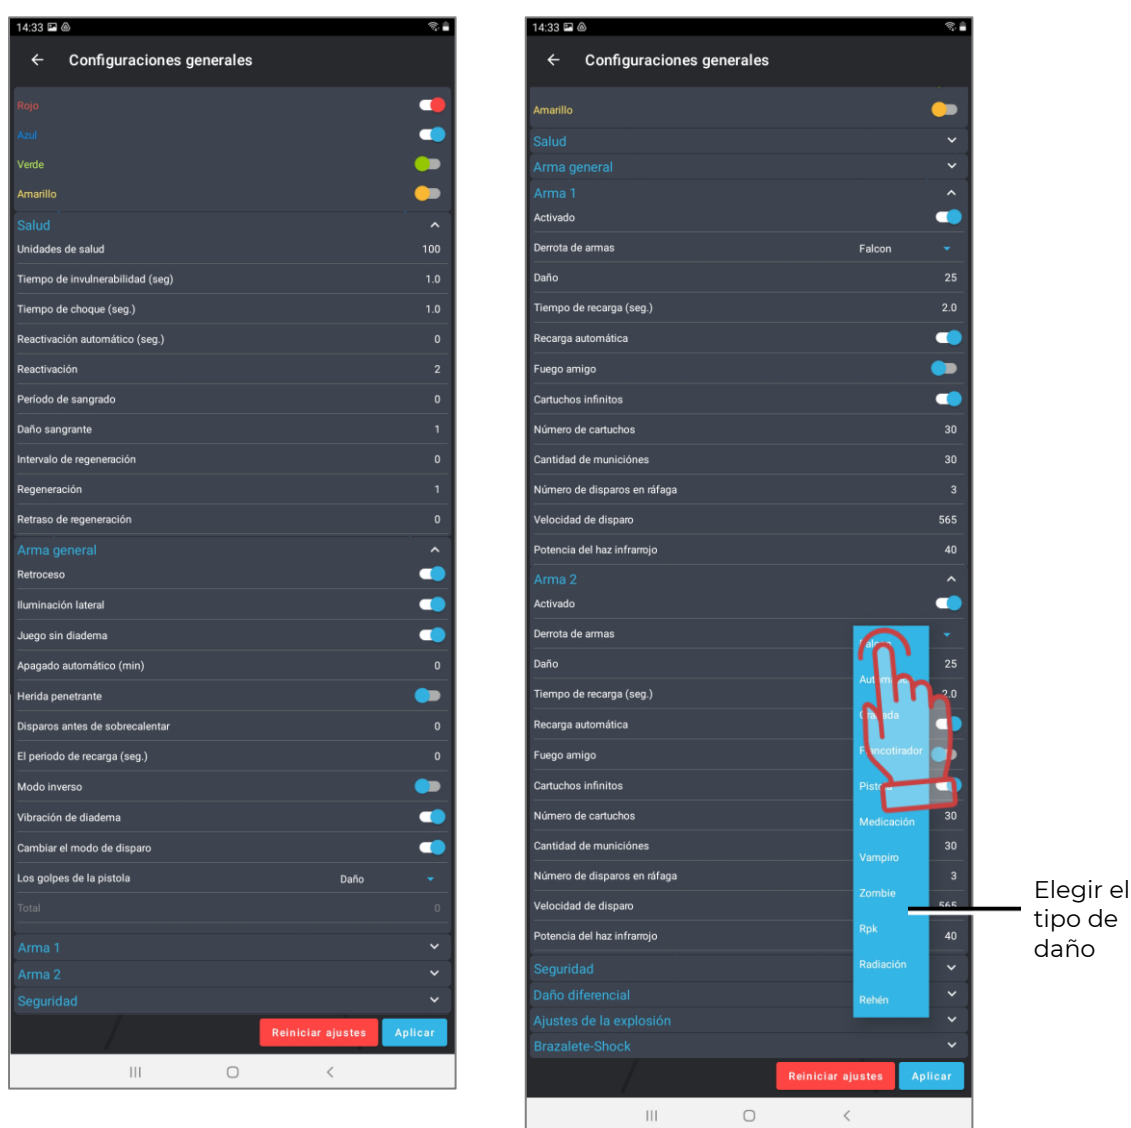 14:33
Configuraciones generales
Rojo
Azul
Verde
Amarillo
Salud
Unidades de salud 100
Tiempo de invulnerabilidad (seg) 1.0
Tiempo de choque (seg.) 1.0
Reactivación automático (seg.) 0
Reactivación 2
Período de sangrado 0
Daño sangrante 1
Intervalo de regeneración 0
Regeneración 1
Retraso de regeneración 0
Arma general
Retroceso
Iluminación lateral
Juego sin diadema
Apagado automático (min) 0
Herida penetrante
Disparos antes de sobrecalentar 0
El periodo de recarga (seg.) 0
Modo inverso
Vibración de diadema
Cambiar el modo de disparo
Los golpes de la pistola Daño
Total 0
Arma 1
Arma 2
Seguridad
Reiniciar ajustes Aplicar
14:33
Configuraciones generales
Amarillo
Salud
Arma general
Arma 1
Activado
Derrota de armas Falcon
Daño 25
Tiempo de recarga (seg.) 2.0
Recarga automática
Fuego amigo
Cartuchos infinitos
Número de cartuchos 30
Cantidad de municiónes 30
Número de disparos en ráfaga 3
Velocidad de disparo 565
Potencia del haz infrarrojo 40
Arma 2
Activado
Derrota de armas
Daño 25
Tiempo de recarga (seg.) 2.0
Recarga automática
Fuego amigo
Cartuchos infinitos
Número de cartuchos 30
Cantidad de municiónes 30
Número de disparos en ráfaga 3
Velocidad de disparo 565
Potencia del haz infrarrojo 40
Seguridad
Daño diferencial
Ajustes de la explosión
Brazalete-Shock
Falcon
Granada
Francotirador
Pistola
Medicación
Vampiro
Zombie
Rpk
Radiación
Rehén
Reiniciar ajustes Aplicar
Elegir el
tipo de
daño